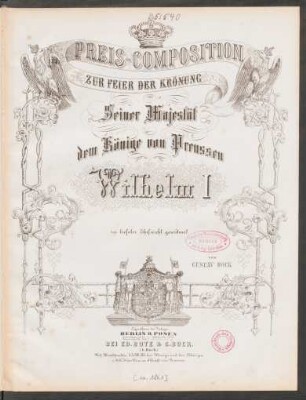 PREIS-COMPOSITION
ZUR FEIER DER KRÖNUNG
Seiner Majestät
dem Könige von Preussen
Wilhelm I
in tiefster Ehrfurcht gewidmet
VON
GUSTAV BOCK
BERLIN & POSEN
BEI ED. BOTE & G. BOCK